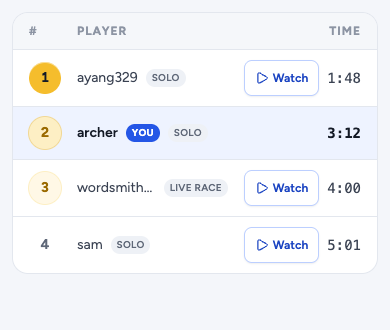 # PLAYER TIME
1 ayang329 SOLO Watch 1:48
2 archer YOU SOLO 3:12
3 wordsmith... LIVE RACE Watch 4:00
4 sam SOLO Watch 5:01